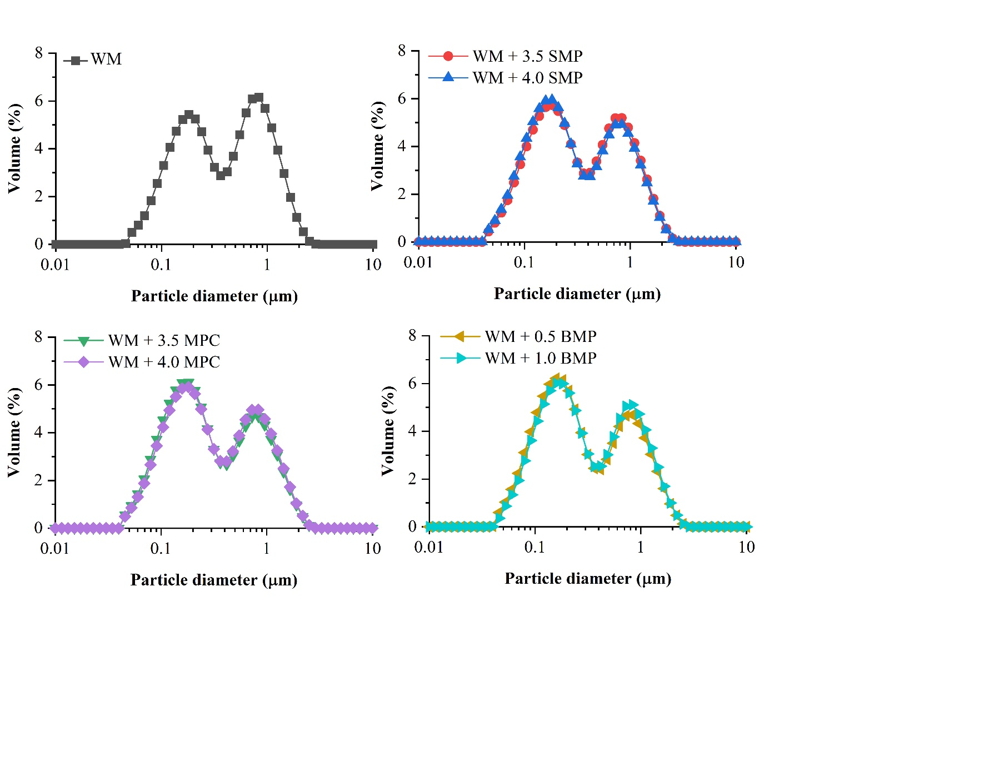 8
WM
6
4
2
0
Volume (%)
0.01 0.1 1 10
Particle diameter (μm)
8
WM + 3.5 SMP
WM + 4.0 SMP
6
4
2
0
Volume (%)
0.01 0.1 1 10
Particle diameter (μm)
8
WM + 3.5 MPC
WM + 4.0 MPC
6
4
2
0
Volume (%)
0.01 0.1 1 10
Particle diameter (μm)
8
WM + 0.5 BMP
WM + 1.0 BMP
6
4
2
0
Volume (%)
0.01 0.1 1 10
Particle diameter (μm)